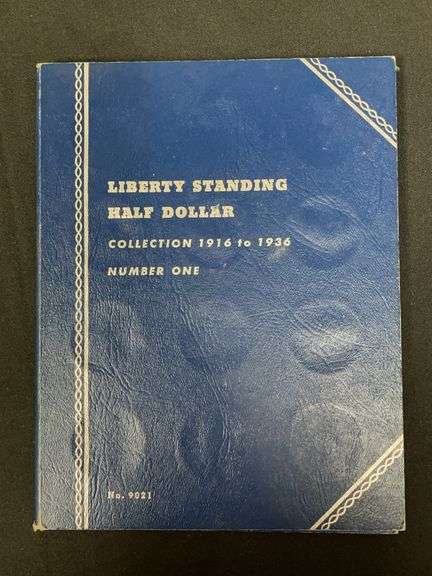 LIBERTY STANDING
HALF DOLLAR
COLLECTION 1916 to 1936
NUMBER ONE
No. 9021